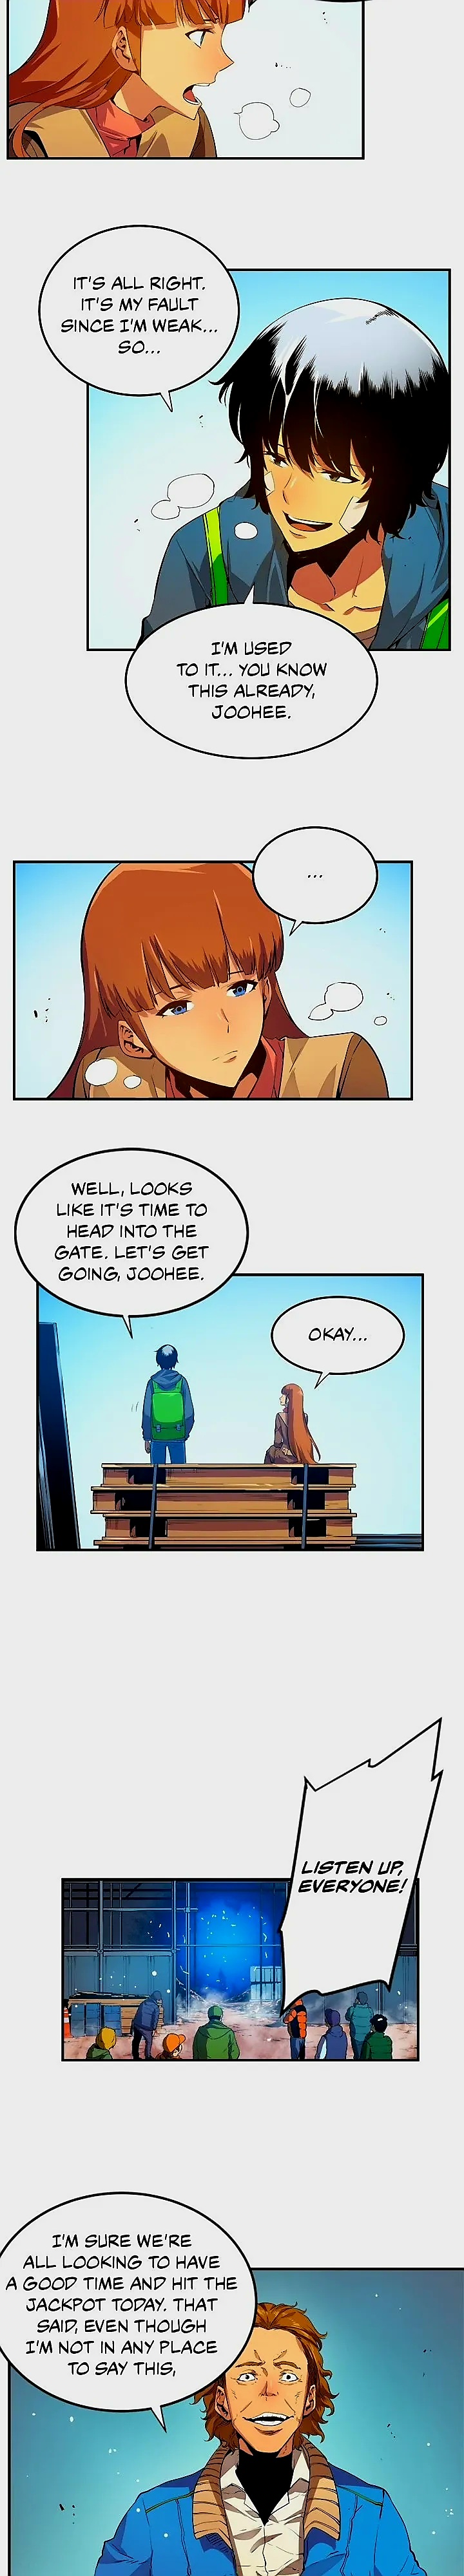 IT'S ALL RIGHT.
IT'S MY FAULT
SINCE I'M WEAK...
SO...
I'M USED
TO IT... YOU KNOW
THIS ALREADY,
JOOHEE.
...
WELL, LOOKS
LIKE IT'S TIME TO
HEAD INTO THE
GATE. LET'S GET
GOING, JOOHEE.
OKAY...
LISTEN UP,
EVERYONE!
I'M SURE WE'RE
ALL LOOKING TO HAVE
A GOOD TIME AND HIT THE
JACKPOT TODAY. THAT
SAID, EVEN THOUGH
I'M NOT IN ANY PLACE
TO SAY THIS,